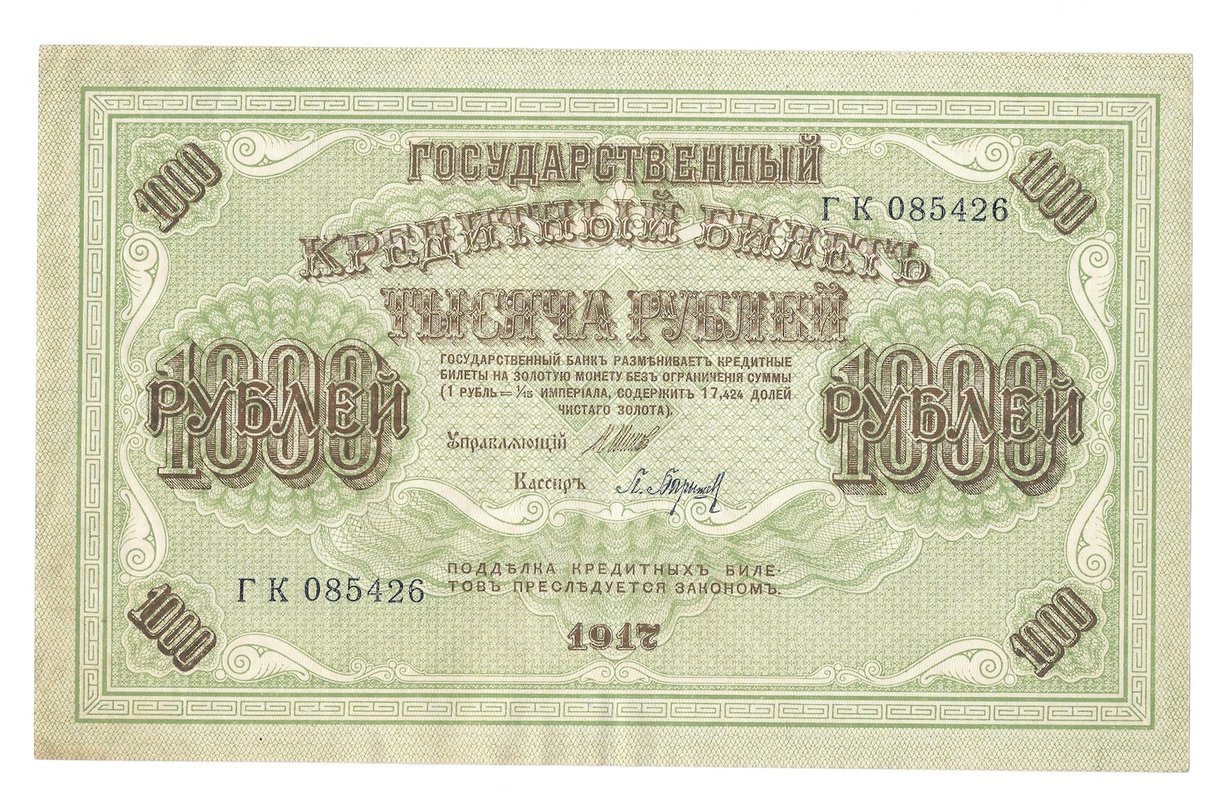 1000
1000
ГОСУДАРСТВЕННЫЙ
ГК 085426
КРЕДИТНЫЙ БИЛЕТЪ
ТЫСЯЧА РУБЛЕЙ
1000
РУБЛЕЙ
1000
РУБЛЕЙ
ГОСУДАРСТВЕННЫЙ БАНКЪ РАЗМѢНИВАЕТЪ КРЕДИТНЫЕ
БИЛЕТЫ НА ЗОЛОТУЮ МОНЕТУ БЕЗЪ ОГРАНИЧЕНІЯ СУММЫ
(1 РУБЛЬ = 1/15 ИМПЕРІАЛА, СОДЕРЖИТЪ 17,424 ДОЛЕЙ
ЧИСТАГО ЗОЛОТА).
Управляющій
Кассиръ
ПОДДѢЛКА КРЕДИТНЫХЪ БИЛЕ-
ТОВЪ ПРЕСЛѢДУЕТСЯ ЗАКОНОМЪ.
ГК 085426
1917
1000
1000